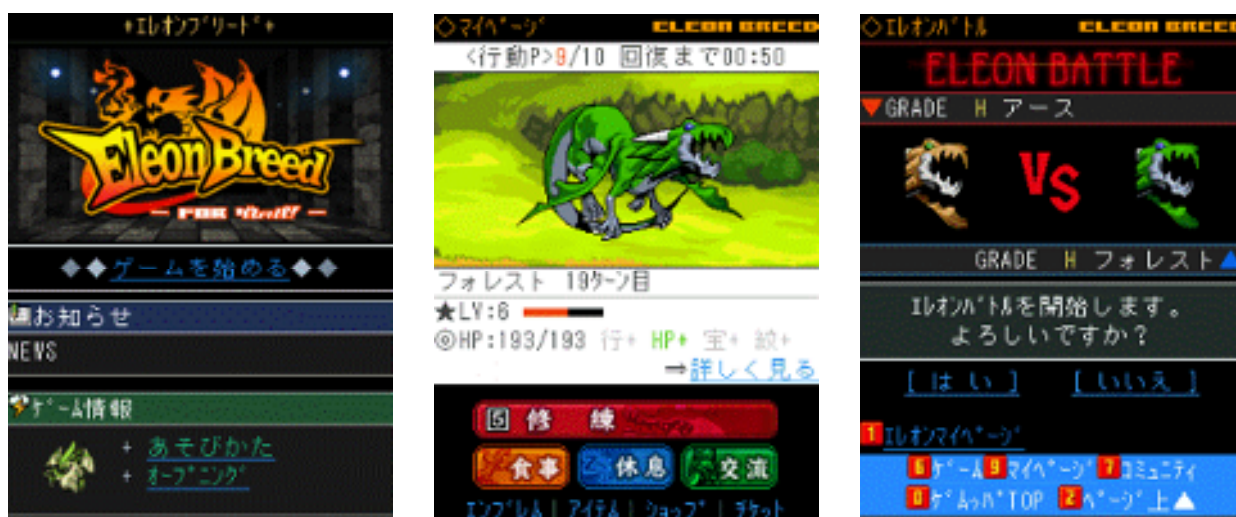 +ｴﾚｵﾝﾌﾞﾘｰﾄﾞ+
Eleon Breed
◆◆ゲームを始める◆◆
お知らせ
NEWS
ｹﾞｰﾑ情報
+ あそびかた
+ ｵｰﾌﾟﾆﾝｸﾞ
◇ﾏｲﾍﾟｰｼﾞ ELEON BREED
<行動P>9/10 回復まで00:50
フォレスト 19ﾀｰﾝ目
★LV:6
◎HP:193/193 行+ HP+ 宝+ 紋+
⇒詳しく見る
5 修 練
食事 休息 交流
ｴﾝﾌﾞﾚﾑ | ｱｲﾃﾑ | ｼｮｯﾌﾟ | ﾁｹｯﾄ
◇ｴﾚｵﾝﾊﾞﾄﾙ ELEON BREED
ELEON BATTLE
▼GRADE H アース
VS
GRADE H フォレスト▲
ｴﾚｵﾝﾊﾞﾄﾙを開始します。
よろしいですか？
[ は い ] [ いいえ ]
1ｴﾚｵﾝﾏｲﾍﾟｰｼﾞ
6ｹﾞｰﾑ9ﾏｲﾍﾟｰｼﾞ7ｺﾐｭﾆﾃｨ
0ｹﾞﾑｯﾊﾟTOP 2ﾍﾟｰｼﾞ上▲